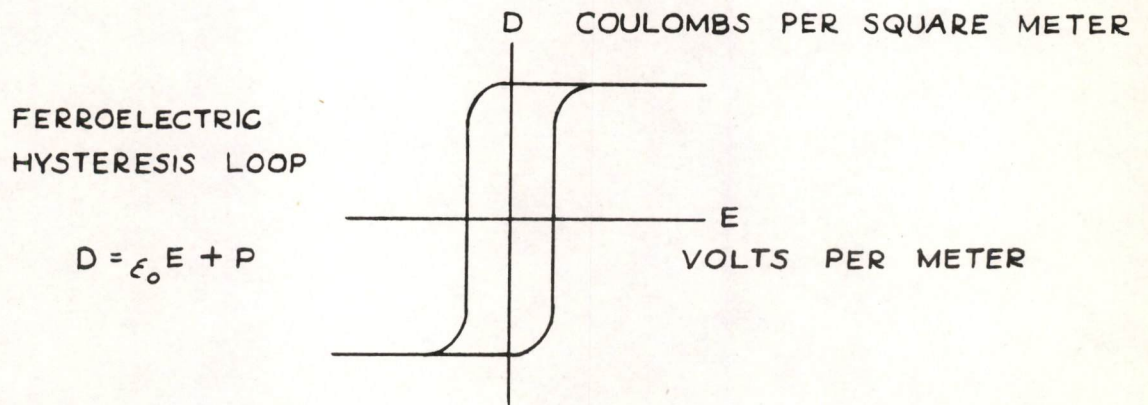 D COULOMBS PER SQUARE METER
FERROELECTRIC
HYSTERESIS LOOP
E
D = ε₀E + P
VOLTS PER METER